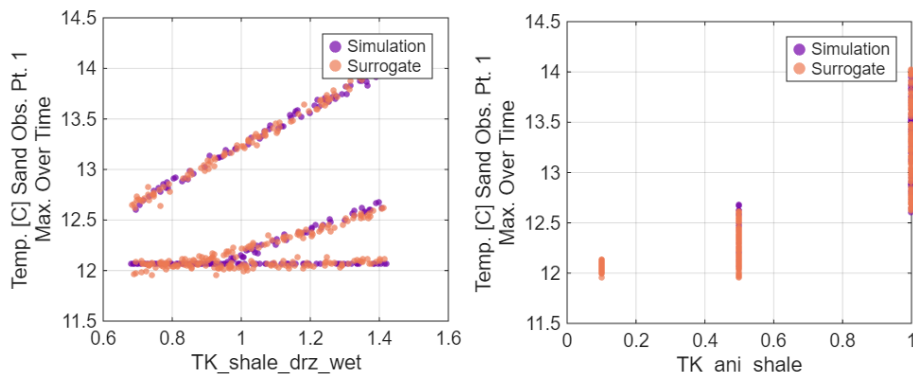 14.5
14
13.5
13
12.5
12
11.5
Temp. [C] Sand Obs. Pt. 1
Max. Over Time
Simulation
Surrogate
0.6 0.8 1 1.2 1.4 1.6
TK_shale_drz_wet
14.5
14
13.5
13
12.5
12
11.5
Temp. [C] Sand Obs. Pt. 1
Max. Over Time
Simulation
Surrogate
0 0.2 0.4 0.6 0.8 1
TK_ani_shale